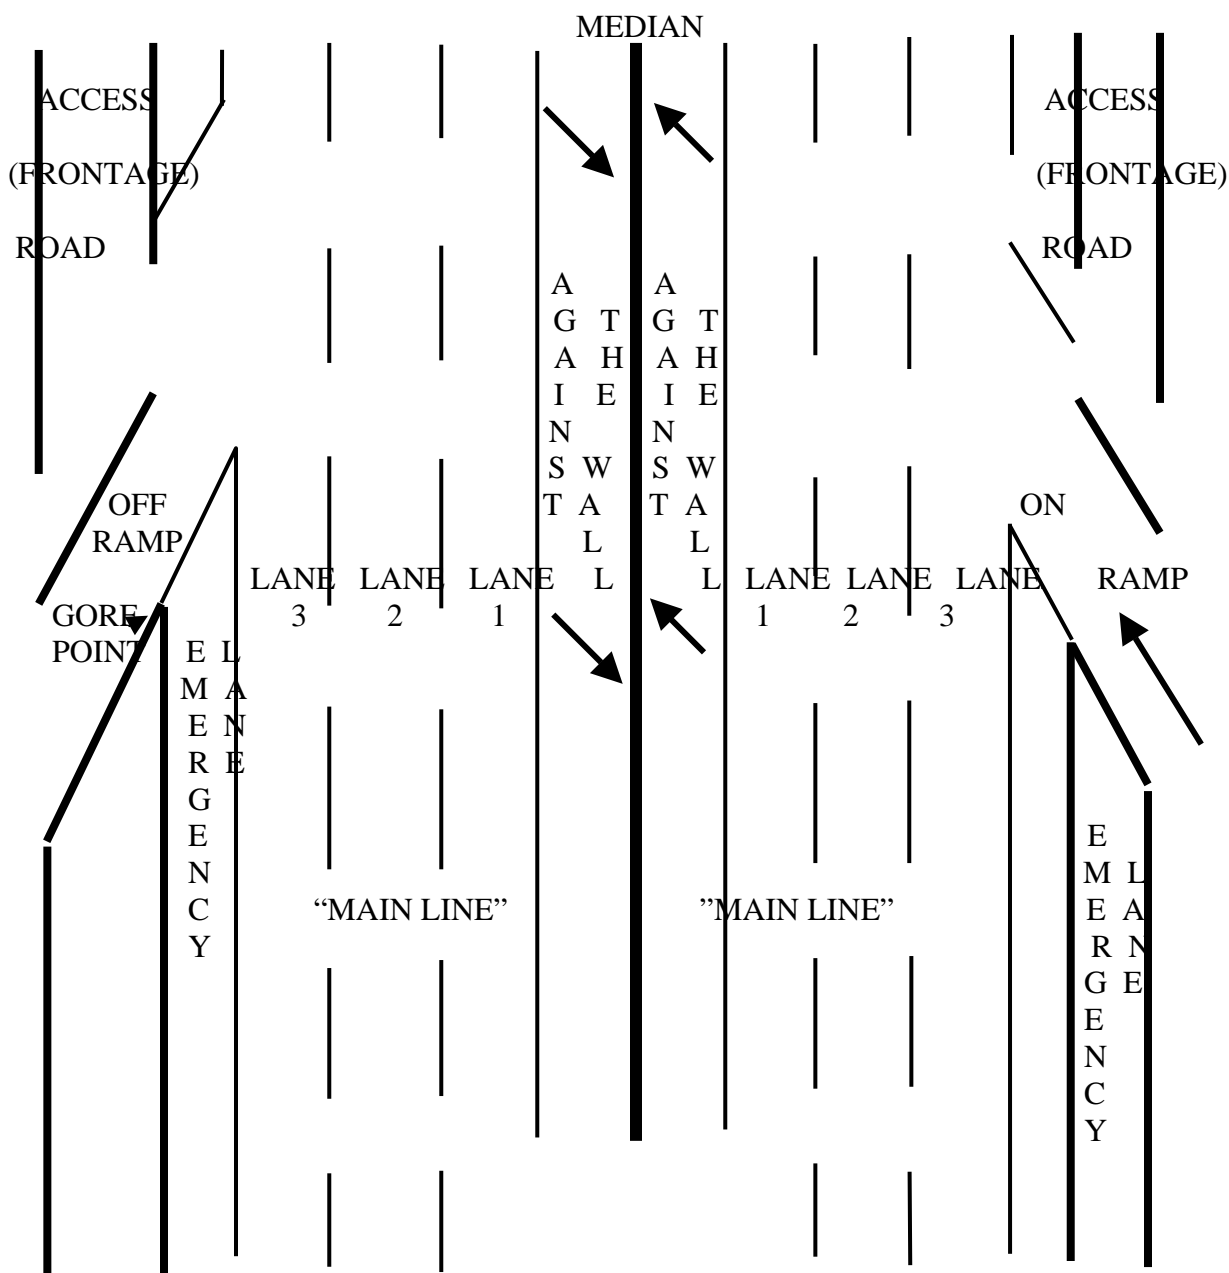 MEDIAN
ACCESS
(FRONTAGE)
ROAD
ACCESS
(FRONTAGE)
ROAD
AGAINST
THE WALL
AGAINST
THE WALL
OFF
RAMP
ON
RAMP
LANE
3
LANE
2
LANE
1
LANE
1
LANE
2
LANE
3
GORE
POINT
EMERGENCY
LANE
“MAIN LINE”
”MAIN LINE”
EMERGENCY
LANE